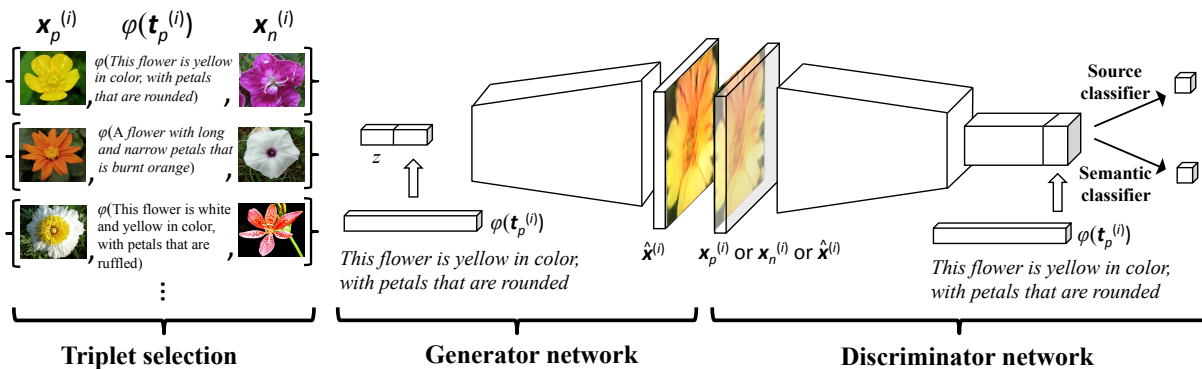 x_p^(i) φ(t_p^(i)) x_n^(i)
φ(This flower is yellow
in color, with petals
that are rounded)
, ,
φ(A flower with long
and narrow petals that
is burnt orange)
, ,
φ(This flower is white
and yellow in color,
with petals that are
ruffled)
, ,
⋮
Triplet selection
z
φ(t_p^(i))
This flower is yellow in color,
with petals that are rounded
x̂^(i)
Generator network
x_p^(i) or x_n^(i) or x̂^(i)
Source
classifier
Semantic
classifier
φ(t_p^(i))
This flower is yellow in color,
with petals that are rounded
Discriminator network